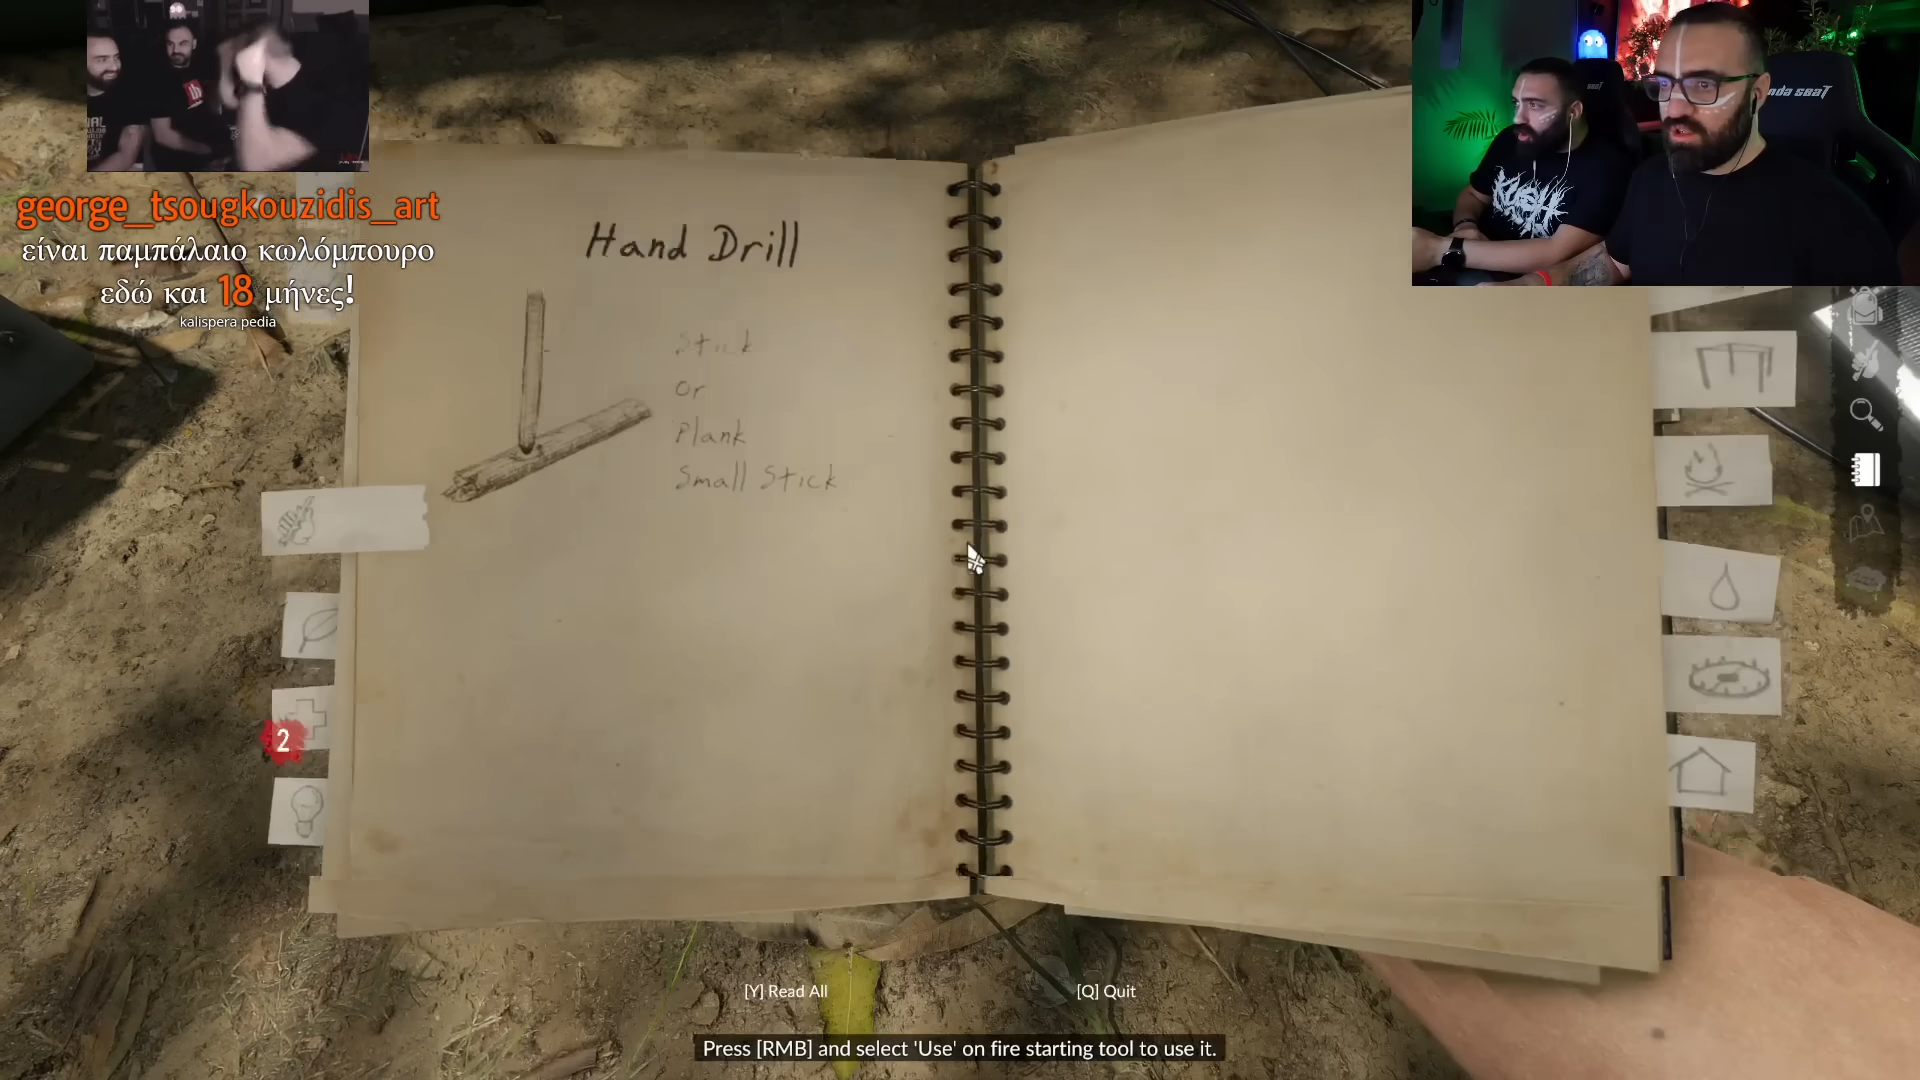 george_tsougkouzidis_art
είναι παμπάλαιο κωλόμπουρο
εδώ και 18 μήνες!
kalispera pedia
Hand Drill
Stick
Or
Plank
Small Stick
2
[Y] Read All
[Q] Quit
Press [RMB] and select 'Use' on fire starting tool to use it.